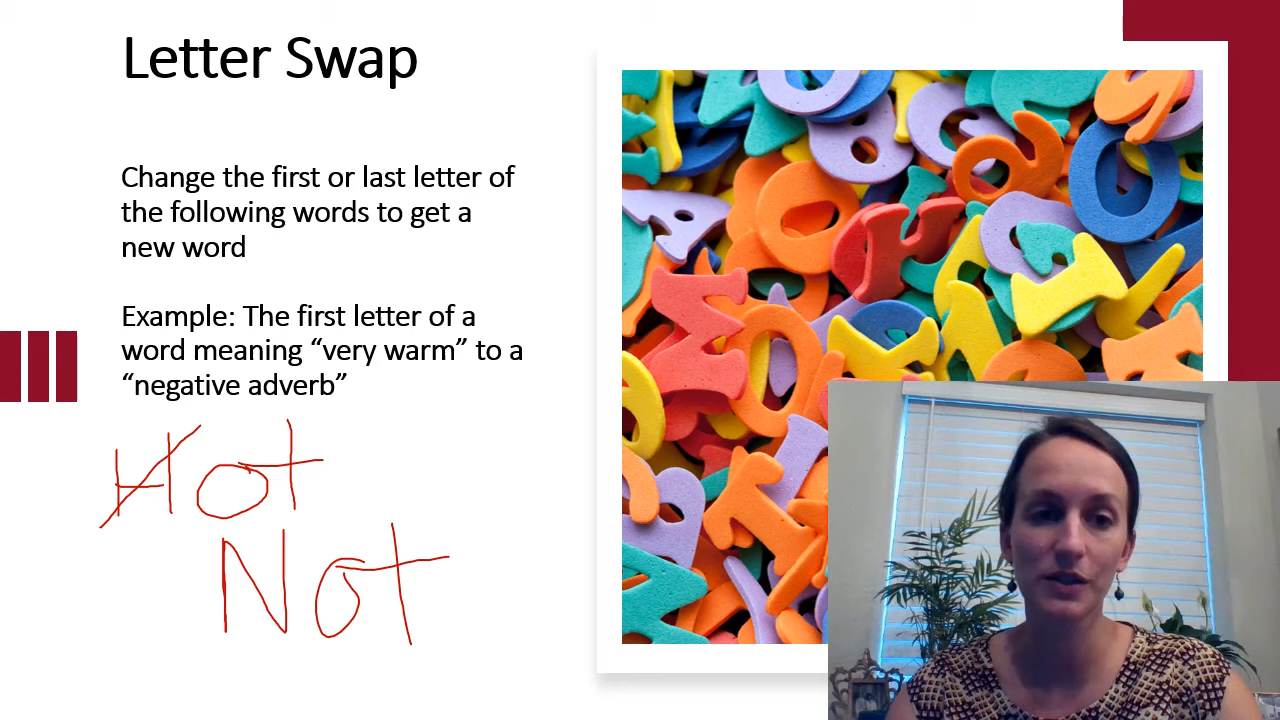 Letter Swap
Change the first or last letter of
the following words to get a
new word
Example: The first letter of a
word meaning “very warm” to a
“negative adverb”
Hot
Not